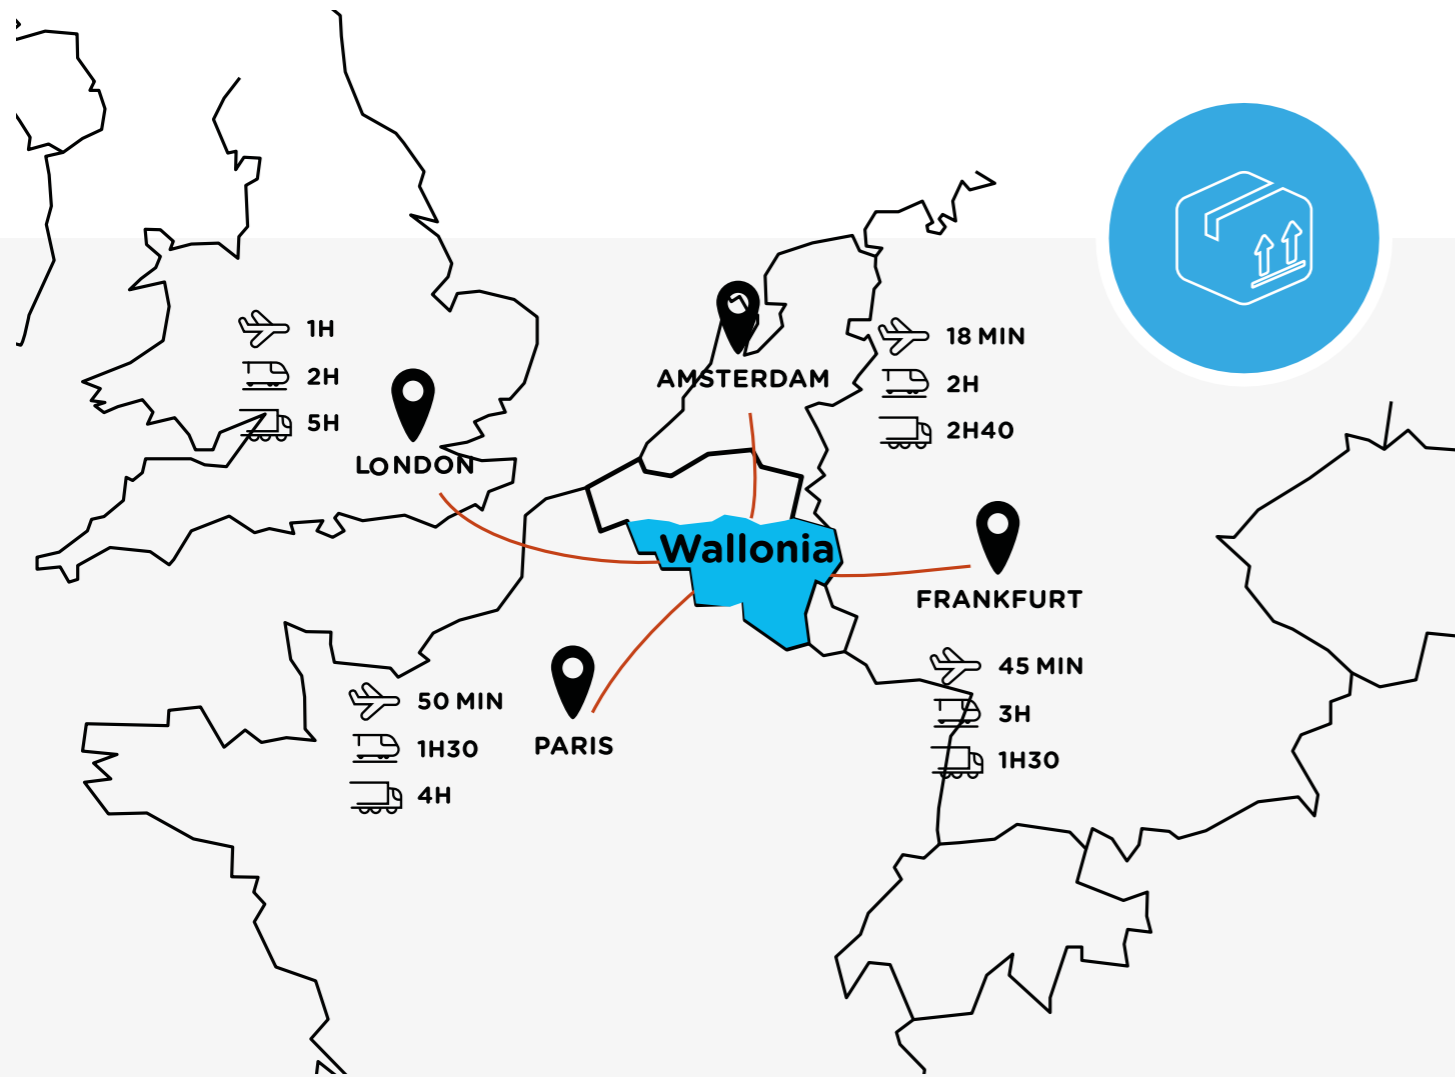 1H
2H
5H
LONDON
AMSTERDAM
18 MIN
2H
2H40
Wallonia
FRANKFURT
45 MIN
3H
1H30
50 MIN
1H30
4H
PARIS